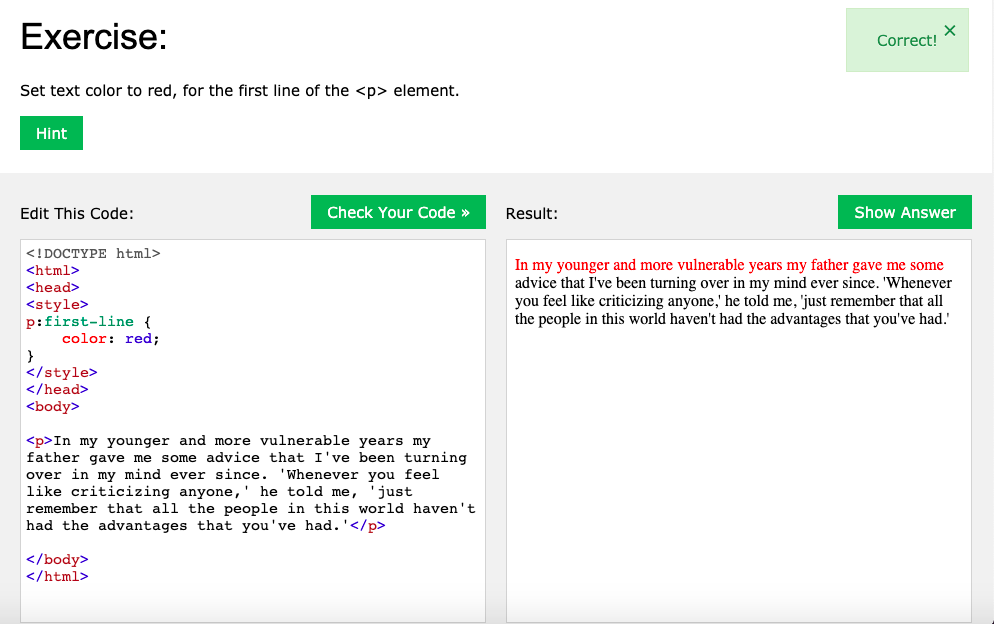 Exercise:
Correct! ×
Set text color to red, for the first line of the <p> element.
Hint
Edit This Code:
Check Your Code »
<!DOCTYPE html>
<html>
<head>
<style>
p:first-line {
    color: red;
}
</style>
</head>
<body>
<p>In my younger and more vulnerable years my
father gave me some advice that I've been turning
over in my mind ever since. 'Whenever you feel
like criticizing anyone,' he told me, 'just
remember that all the people in this world haven't
had the advantages that you've had.'</p>
</body>
</html>
Result:
Show Answer
In my younger and more vulnerable years my father gave me some
advice that I've been turning over in my mind ever since. 'Whenever
you feel like criticizing anyone,' he told me, 'just remember that all
the people in this world haven't had the advantages that you've had.'